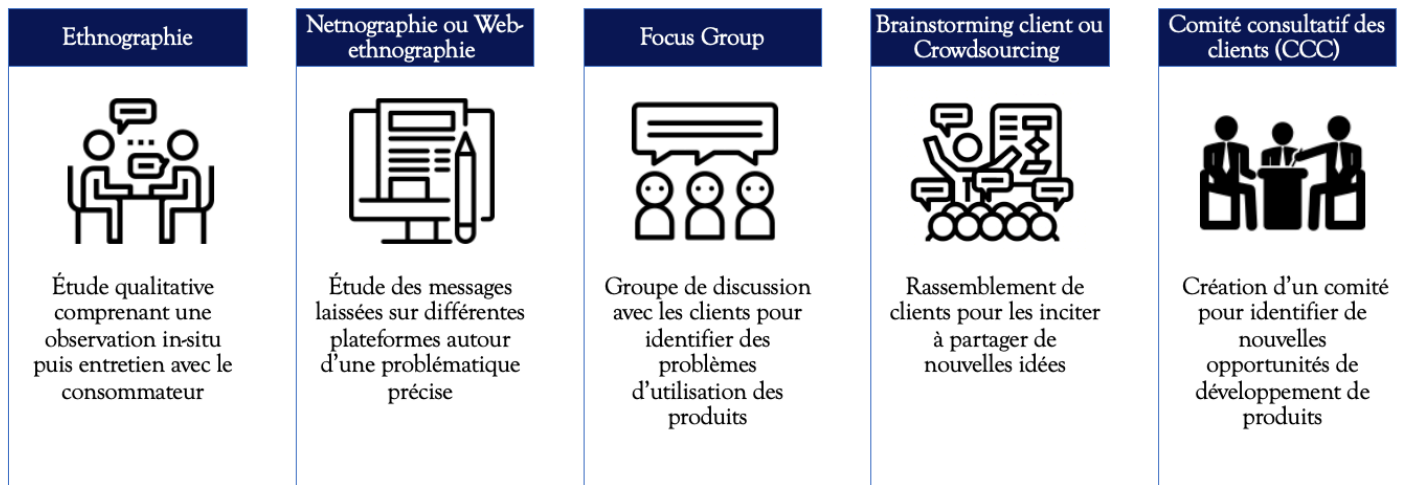 Ethnographie
Netnographie ou Web-
ethnographie
Focus Group
Brainstorming client ou
Crowdsourcing
Comité consultatif des
clients (CCC)
Étude qualitative
comprenant une
observation in-situ
puis entretien avec le
consommateur
Étude des messages
laissées sur différentes
plateformes autour
d’une problématique
précise
Groupe de discussion
avec les clients pour
identifier des
problèmes
d’utilisation des
produits
Rassemblement de
clients pour les inciter
à partager de
nouvelles idées
Création d’un comité
pour identifier de
nouvelles
opportunités de
développement de
produits